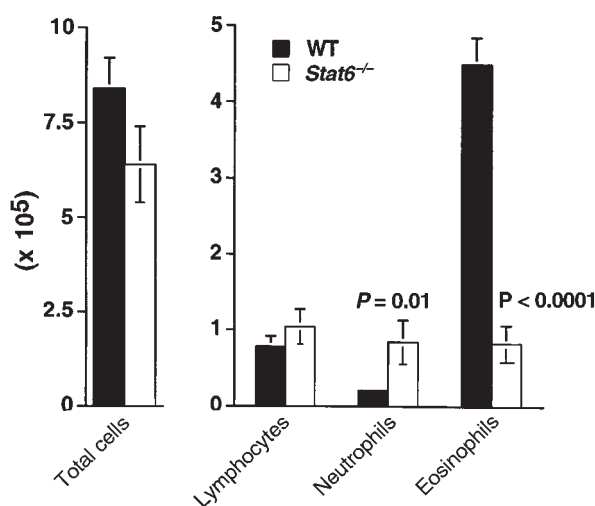 10
7.5
5
2.5
0
(x 10⁵)
Total cells
5
4
3
2
1
0
WT
Stat6⁻/⁻
P = 0.01
P < 0.0001
Lymphocytes
Neutrophils
Eosinophils